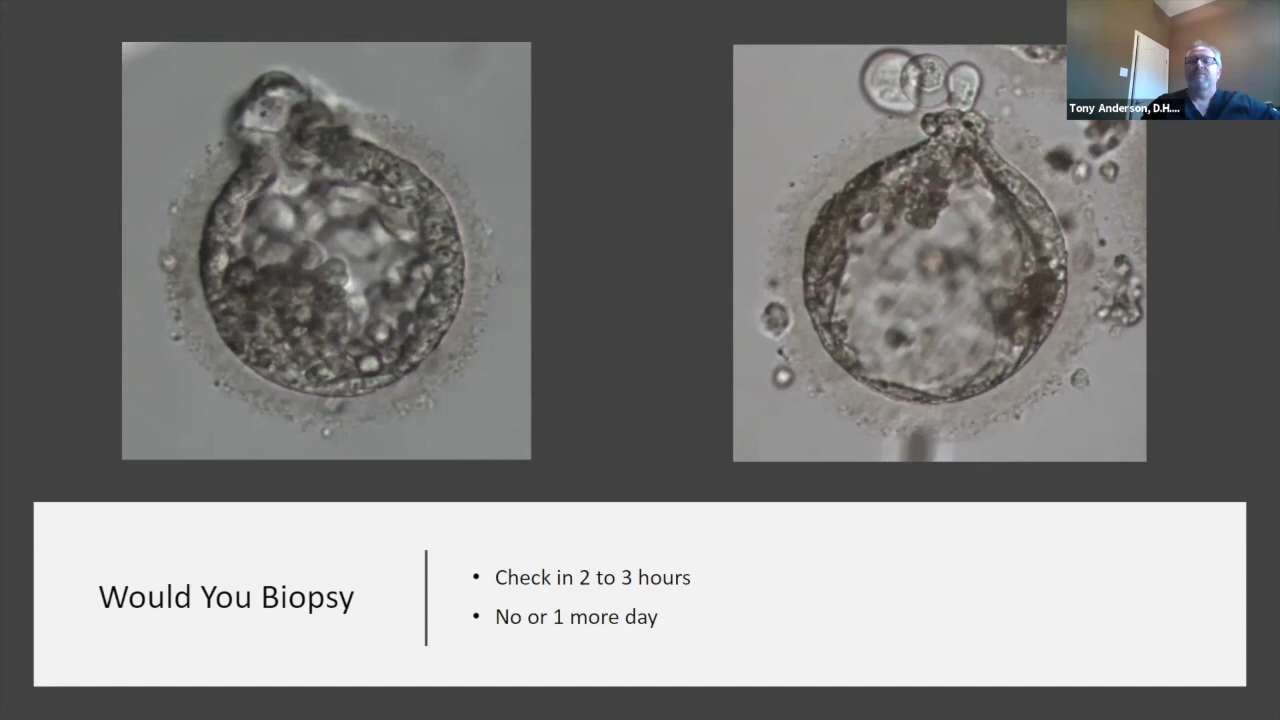 Tony Anderson, D.H....
Would You Biopsy
• Check in 2 to 3 hours
• No or 1 more day